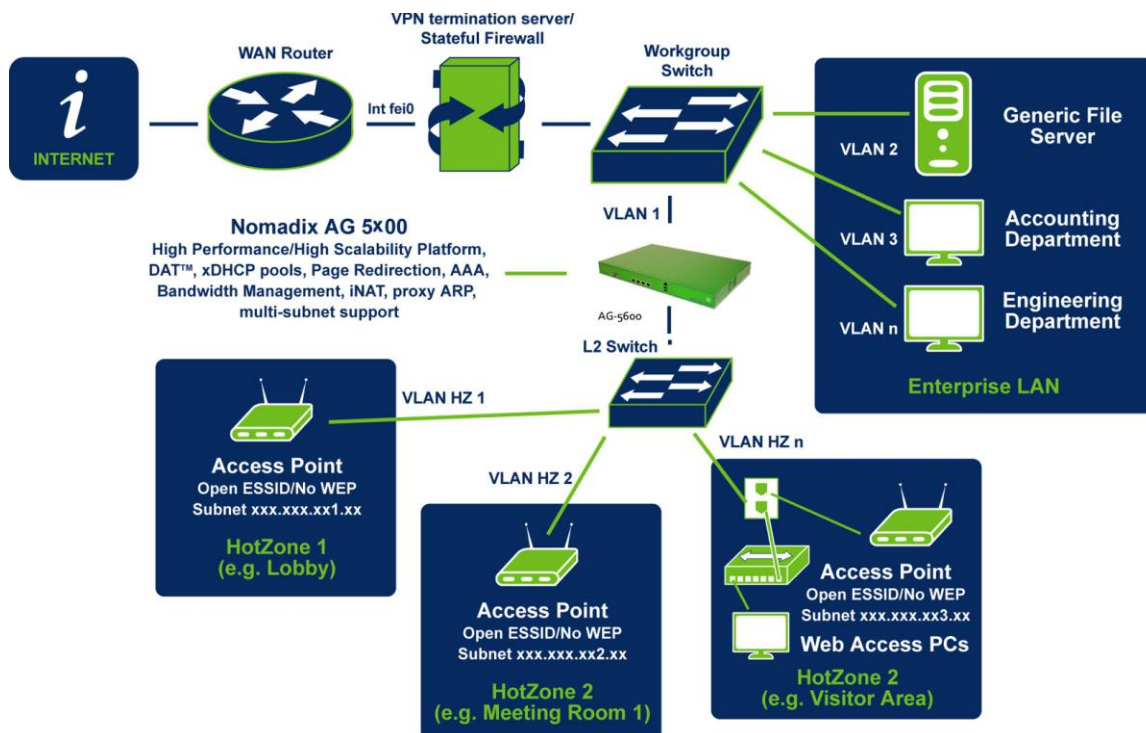 VPN termination server/
Stateful Firewall
WAN Router
Workgroup
Switch
Int fei0
INTERNET
Generic File
Server
VLAN 2
Accounting
Department
VLAN 3
Engineering
Department
VLAN n
Enterprise LAN
VLAN 1
Nomadix AG 5x00
High Performance/High Scalability Platform,
DAT™, xDHCP pools, Page Redirection, AAA,
Bandwidth Management, iNAT, proxy ARP,
multi-subnet support
AG-5600
L2 Switch
VLAN HZ 1
VLAN HZ 2
VLAN HZ n
Access Point
Open ESSID/No WEP
Subnet xxx.xxx.xx1.xx
HotZone 1
(e.g. Lobby)
Access Point
Open ESSID/No WEP
Subnet xxx.xxx.xx2.xx
HotZone 2
(e.g. Meeting Room 1)
Access Point
Open ESSID/No WEP
Subnet xxx.xxx.xx3.xx
Web Access PCs
HotZone 2
(e.g. Visitor Area)